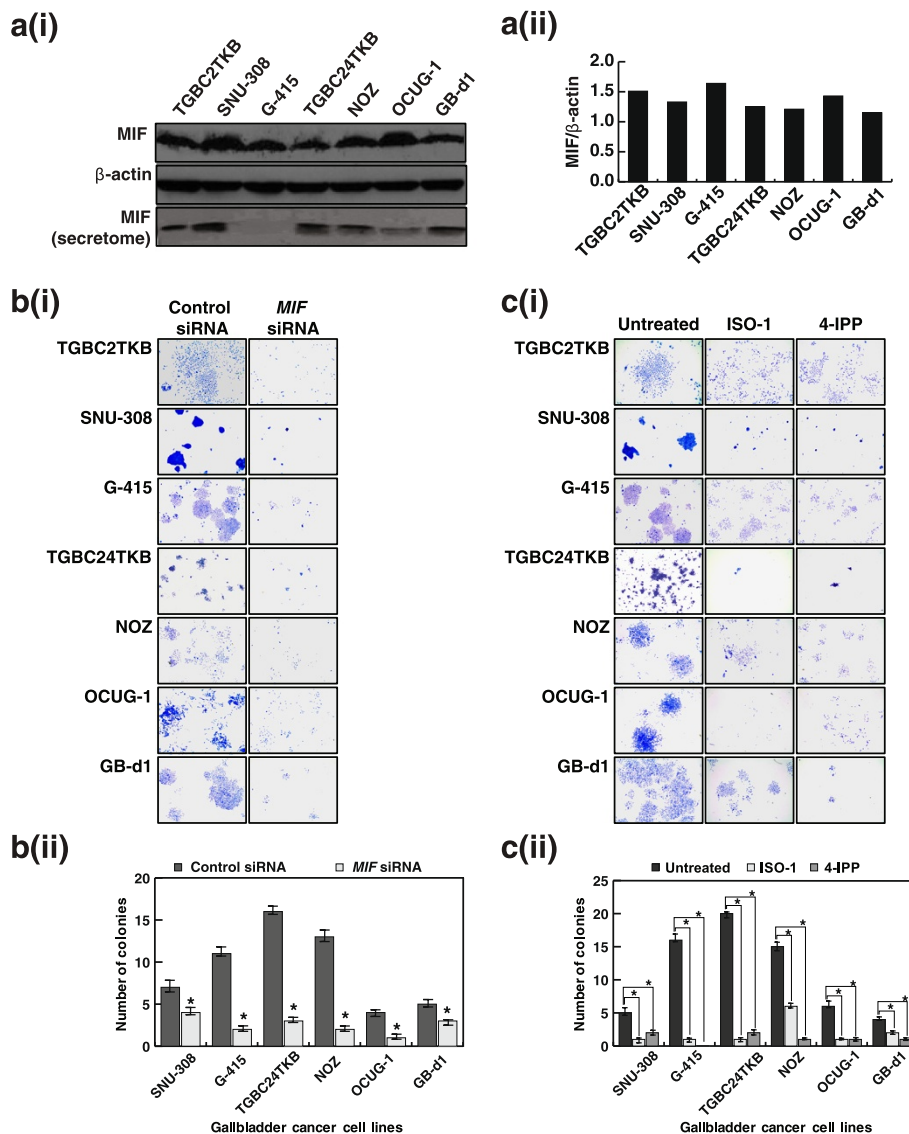 a(i)
TGBC2TKB
SNU-308
G-415
TGBC24TKB
NOZ
OCUG-1
GB-d1
MIF
β-actin
MIF
(secretome)
a(ii)
MIF/β-actin
2.0
1.5
1.0
0.5
0.0
TGBC2TKB
SNU-308
G-415
TGBC24TKB
NOZ
OCUG-1
GB-d1
b(i)
Control siRNA
MIF siRNA
TGBC2TKB
SNU-308
G-415
TGBC24TKB
NOZ
OCUG-1
GB-d1
c(i)
Untreated ISO-1 4-IPP
TGBC2TKB
SNU-308
G-415
TGBC24TKB
NOZ
OCUG-1
GB-d1
b(ii)
Control siRNA MIF siRNA
Number of colonies
20
15
10
5
0
* * * * * *
SNU-308
G-415
TGBC24TKB
NOZ
OCUG-1
GB-d1
Gallbladder cancer cell lines
c(ii)
Untreated ISO-1 4-IPP
Number of colonies
25
20
15
10
5
0
* * * * * * * * * * * *
SNU-308
G-415
TGBC24TKB
NOZ
OCUG-1
GB-d1
Gallbladder cancer cell lines